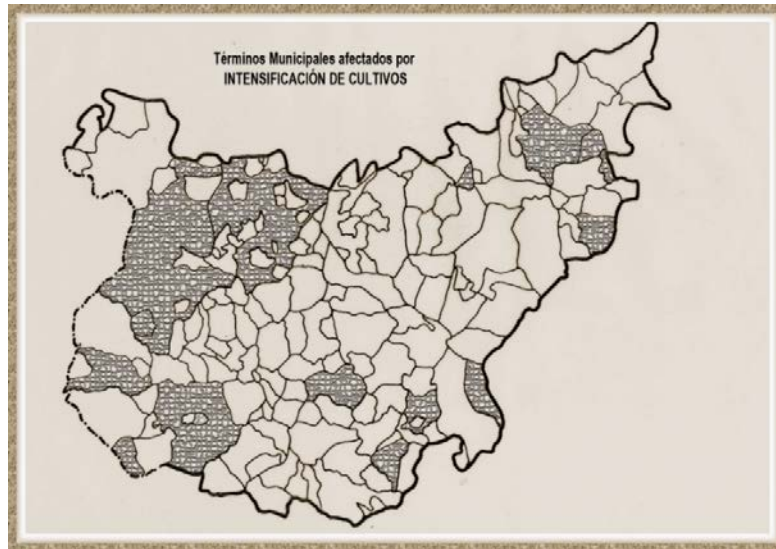 Términos Municipales afectados por
INTENSIFICACIÓN DE CULTIVOS